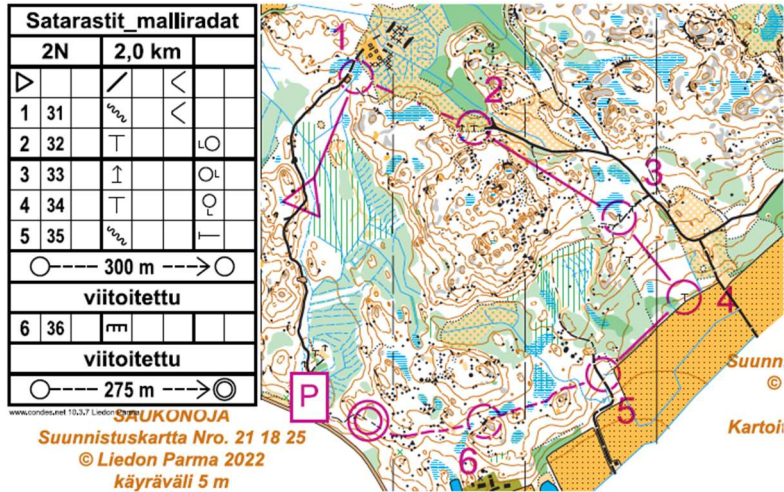 Satarastit_malliradat
2N 2,0 km
1 31
2 32
3 33
4 34
5 35
300 m
viitoitettu
6 36
viitoitettu
275 m
www.condes.net 10.3.7 Liedon Parma
SAUKONOJA
Suunnistuskartta Nro. 21 18 25
© Liedon Parma 2022
käyräväli 5 m
1
2
3
4
5
6
P
Suunn
©
Kartoit